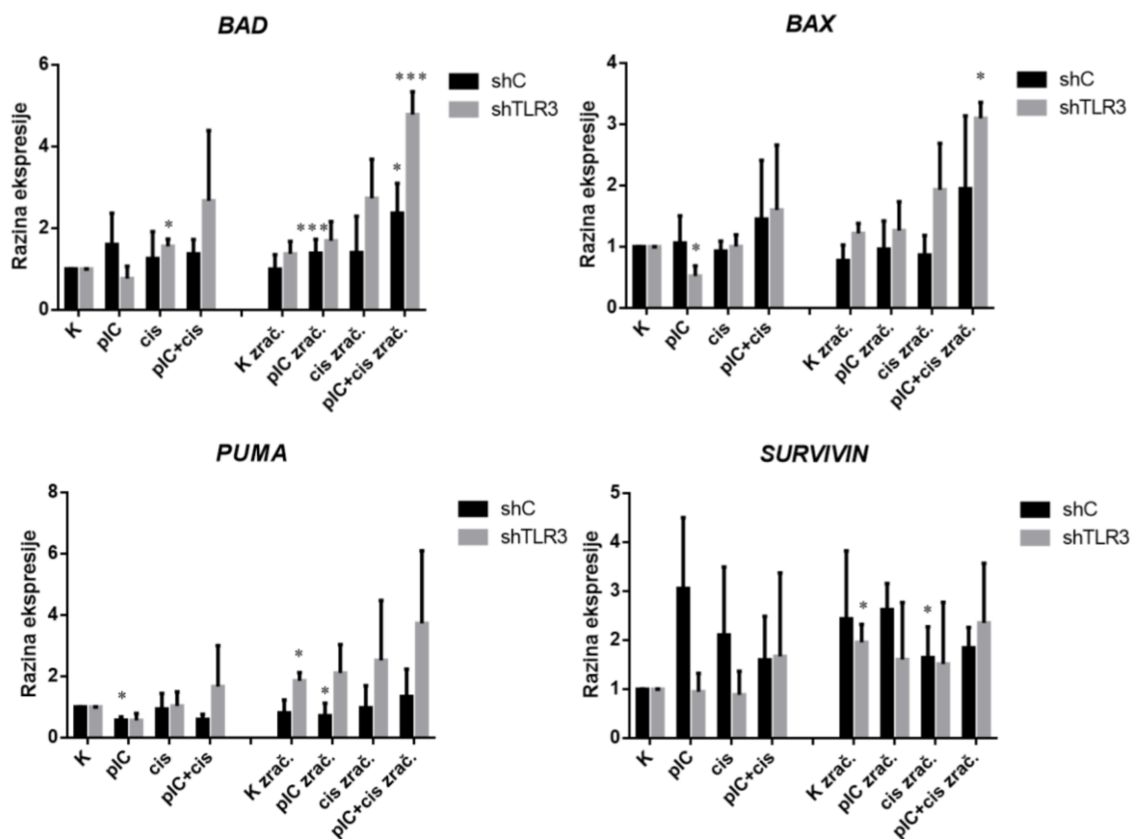 BAD
Razina ekspresije
6
4
2
0
*
***
*
***
shC
shTLR3
K
pIC
cis
pIC+cis
K zrač.
pIC zrač.
cis zrač.
pIC+cis zrač.
BAX
Razina ekspresije
4
3
2
1
0
*
*
shC
shTLR3
K
pIC
cis
pIC+cis
K zrač.
pIC zrač.
cis zrač.
pIC+cis zrač.
PUMA
Razina ekspresije
8
6
4
2
0
*
*
*
shC
shTLR3
K
pIC
cis
pIC+cis
K zrač.
pIC zrač.
cis zrač.
pIC+cis zrač.
SURVIVIN
Razina ekspresije
5
4
3
2
1
0
*
*
shC
shTLR3
K
pIC
cis
pIC+cis
K zrač.
pIC zrač.
cis zrač.
pIC+cis zrač.